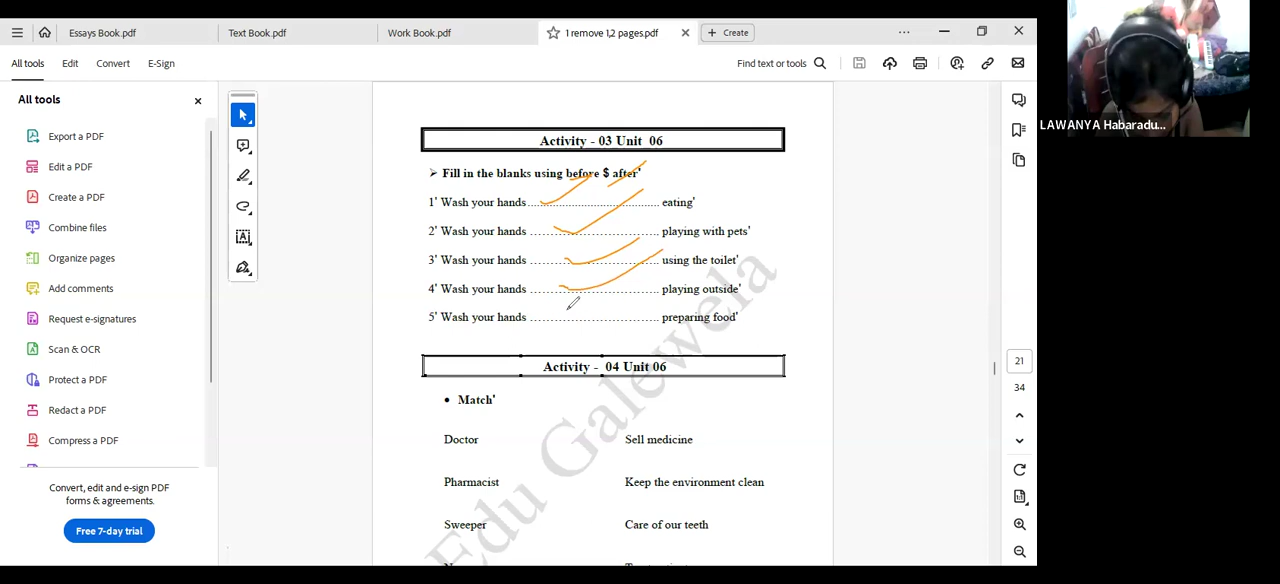 Essays Book.pdf
Text Book.pdf
Work Book.pdf
1 remove 1,2 pages.pdf
Create
All tools
Edit
Convert
E-Sign
Find text or tools
LAWANYA Habaradu...
All tools
Export a PDF
Edit a PDF
Create a PDF
Combine files
Organize pages
Add comments
Request e-signatures
Scan & OCR
Protect a PDF
Redact a PDF
Compress a PDF
Convert, edit and e-sign PDF
forms & agreements.
Free 7-day trial
Activity - 03 Unit 06
Fill in the blanks using before $ after'
1' Wash your hands .................................... eating'
2' Wash your hands .................................... playing with pets'
3' Wash your hands .................................... using the toilet'
4' Wash your hands .................................... playing outside'
5' Wash your hands .................................... preparing food'
Activity - 04 Unit 06
Match'
Doctor Sell medicine
Pharmacist Keep the environment clean
Sweeper Care of our teeth
Edu Galewela
21
34